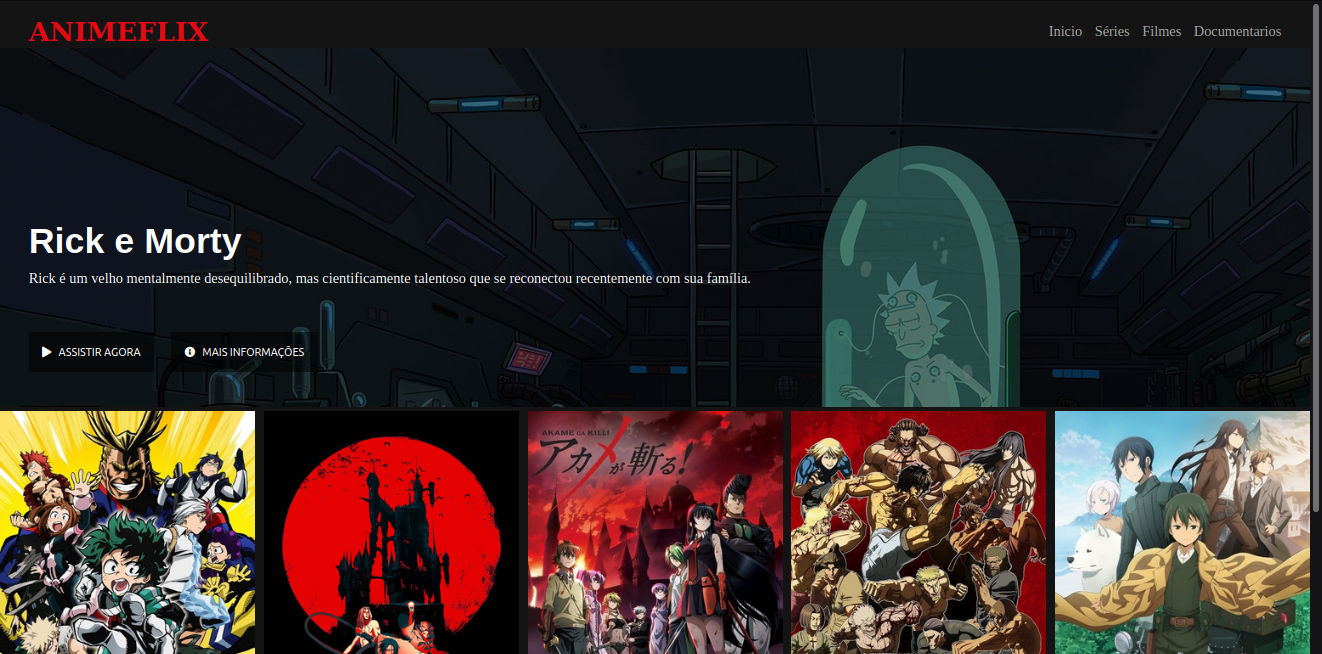 ANIMEFLIX
Inicio Séries Filmes Documentarios
Rick e Morty
Rick é um velho mentalmente desequilibrado, mas cientificamente talentoso que se reconectou recentemente com sua família.
ASSISTIR AGORA MAIS INFORMAÇÕES
AKAME GA KILL!
アカメが斬る!